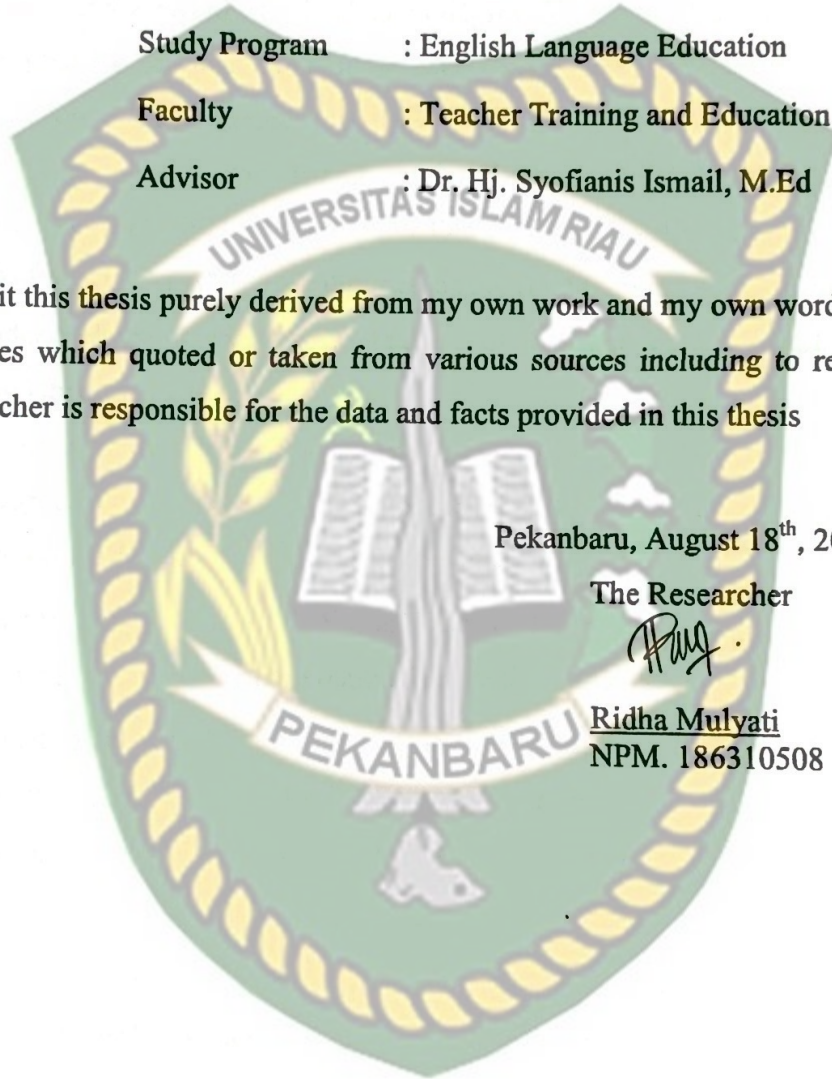 Study Program : English Language Education
Faculty : Teacher Training and Education
Advisor : Dr. Hj. Syofianis Ismail, M.Ed
UNIVERSITAS ISLAM RIAU
it this thesis purely derived from my own work and my own word
es which quoted or taken from various sources including to re
cher is responsible for the data and facts provided in this thesis
Pekanbaru, August 18th, 2
The Researcher
Ridha Mulyati
NPM. 186310508
PEKANBARU